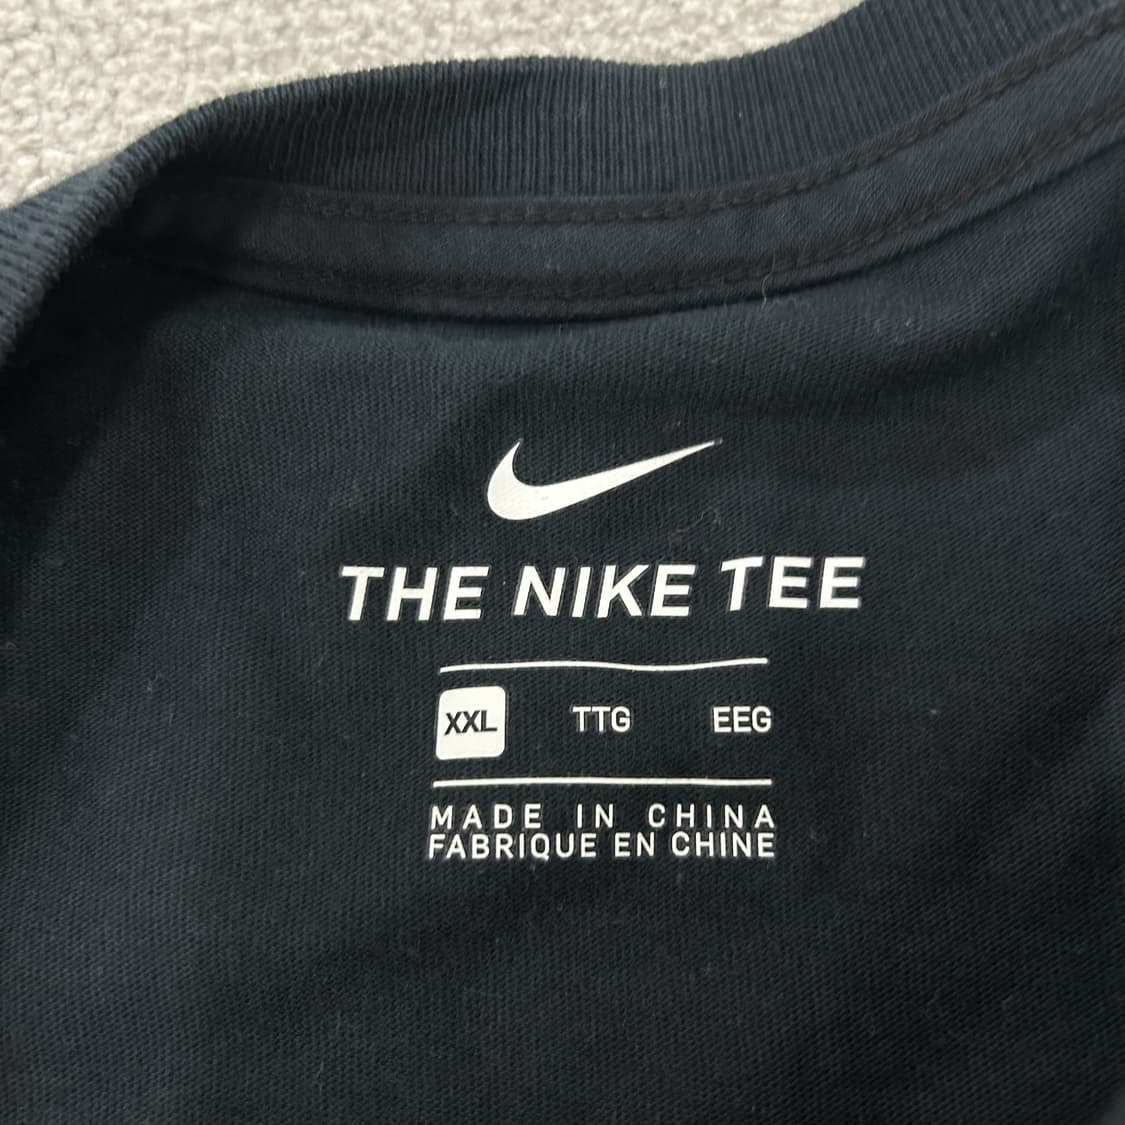 THE NIKE TEE
XXL TTG EEG
MADE IN CHINA
FABRIQUE EN CHINE